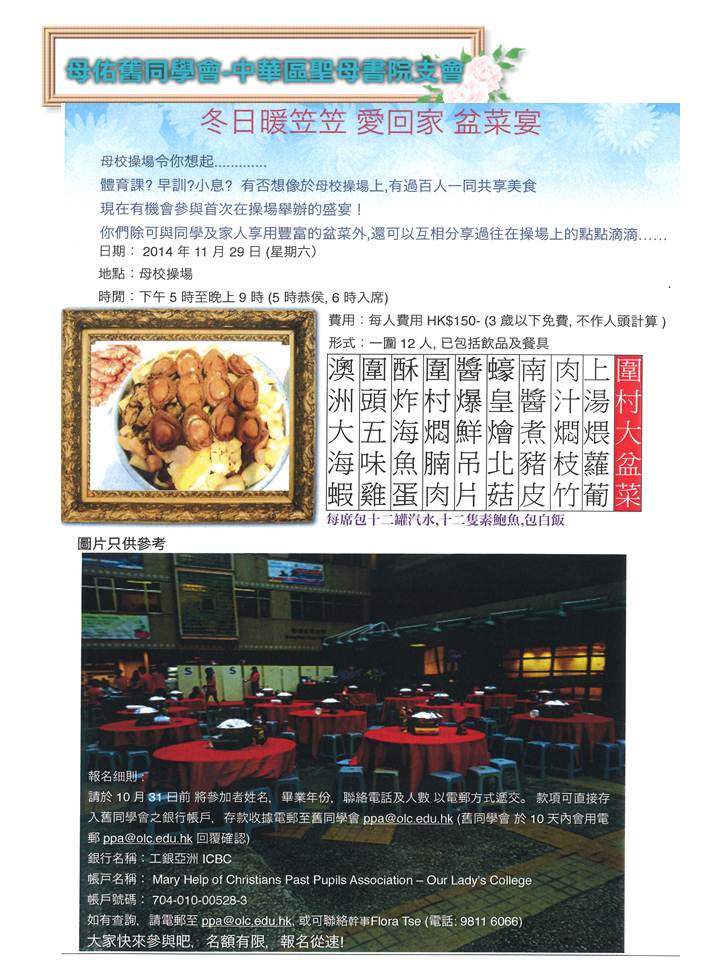 母佑舊同學會-中華區聖母書院支會
冬日暖笠笠 愛回家 盆菜宴
母校操場令你想起.............
體育課? 早訓?小息? 有否想像於母校操場上,有過百人一同共享美食
現在有機會參與首次在操場舉辦的盛宴！
你們除可與同學及家人享用豐富的盆菜外,還可以互相分享過往在操場上的點點滴滴……
日期： 2014 年 11 月 29 日 (星期六)
地點：母校操場
時間：下午 5 時至晚上 9 時 (5 時恭侯, 6 時入席)
費用：每人費用 HK$150- (3 歲以下免費, 不作人頭計算 )
形式：一圍 12 人, 已包括飲品及餐具
圍村大盆菜
上湯煨蘿蔔
肉汁燜枝竹
南醬煮豬皮
蠔皇燴北菇
醬爆鮮吊片
圍村燜腩肉
酥炸海魚蛋
圍頭五味雞
澳洲大海蝦
每席包十二罐汽水,十二隻素鮑魚,包白飯
圖片只供參考
報名细則 :
請於 10 月 31 日前 將參加者姓名，畢業年份，聯絡電話及人數 以電郵方式遞交。 款項可直接存
入舊同學會之銀行帳戶，存款收據電郵至舊同學會 ppa@olc.edu.hk (舊同學會 於 10 天內會用電
郵 ppa@olc.edu.hk 回覆確認)
銀行名稱：工銀亞洲 ICBC
帳戶名稱： Mary Help of Christians Past Pupils Association – Our Lady's College
帳戶號碼： 704-010-00528-3
如有查詢，請電郵至 ppa@olc.edu.hk, 或可聯絡幹事Flora Tse (電話: 9811 6066)
大家快來參與吧，名額有限，報名從速!